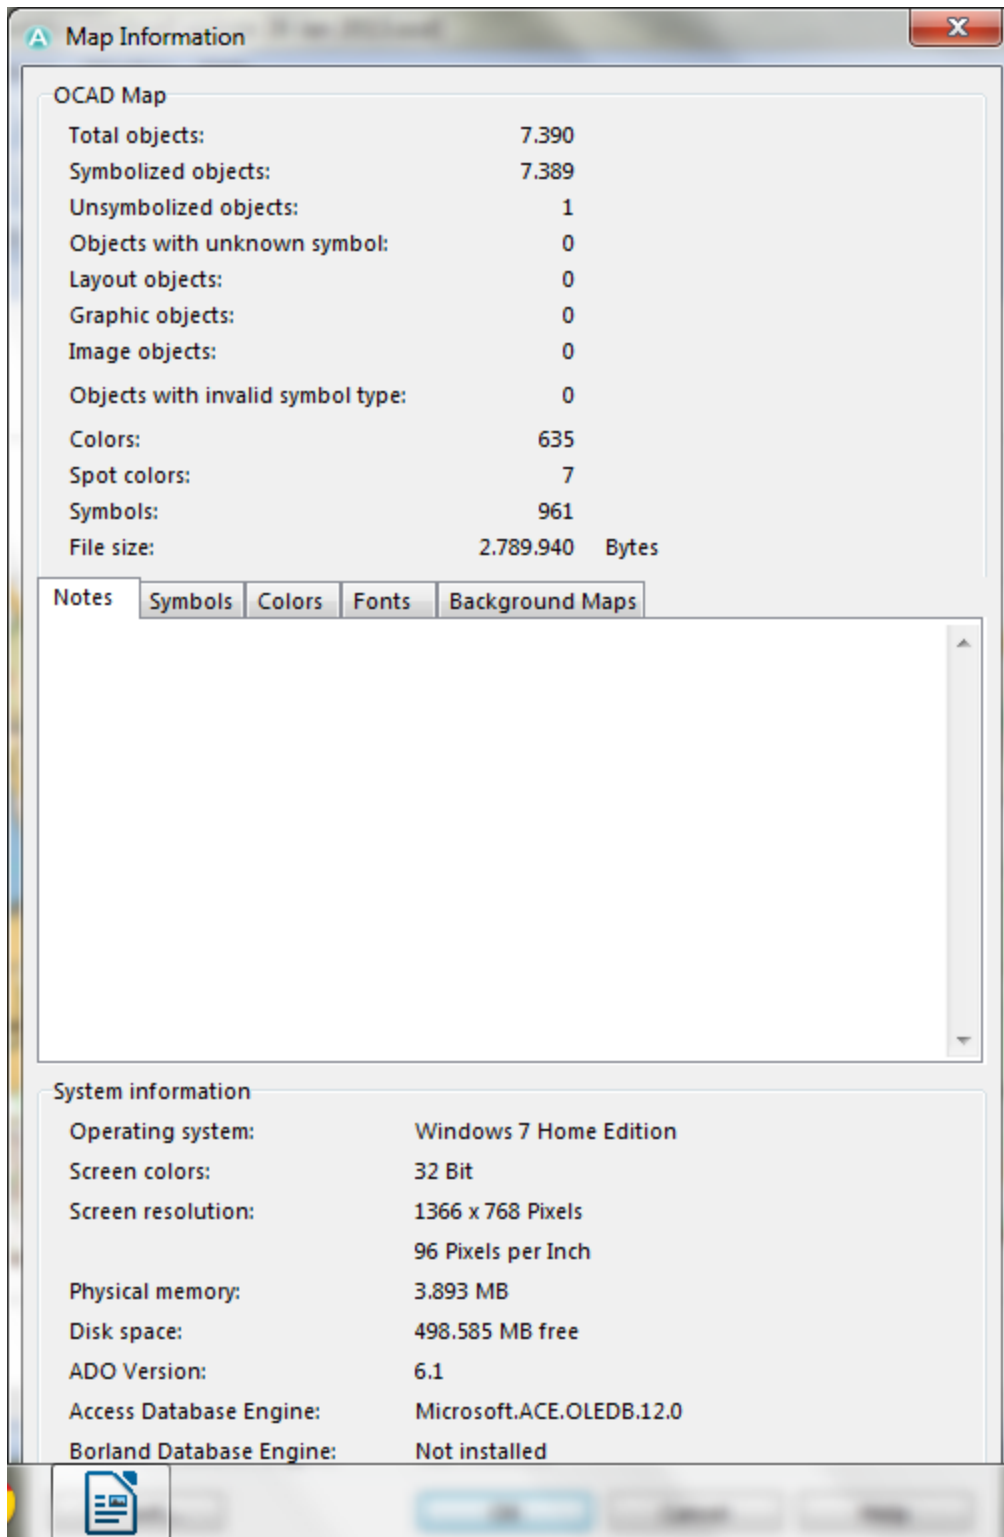 Map Information
OCAD Map
Total objects: 7.390
Symbolized objects: 7.389
Unsymbolized objects: 1
Objects with unknown symbol: 0
Layout objects: 0
Graphic objects: 0
Image objects: 0
Objects with invalid symbol type: 0
Colors: 635
Spot colors: 7
Symbols: 961
File size: 2.789.940 Bytes
Notes Symbols Colors Fonts Background Maps
System information
Operating system: Windows 7 Home Edition
Screen colors: 32 Bit
Screen resolution: 1366 x 768 Pixels
96 Pixels per Inch
Physical memory: 3.893 MB
Disk space: 498.585 MB free
ADO Version: 6.1
Access Database Engine: Microsoft.ACE.OLEDB.12.0
Borland Database Engine: Not installed